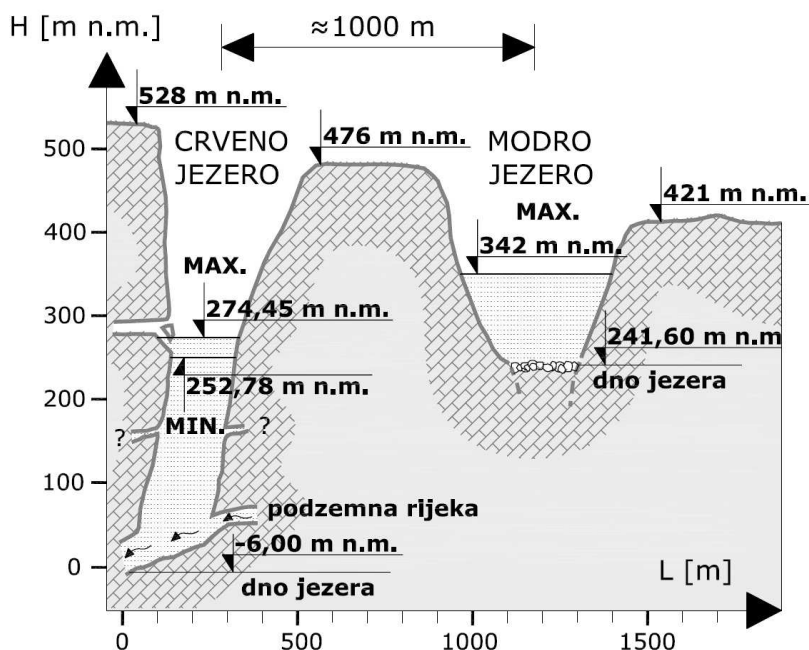 H [m n.m.]
≈1000 m
528 m n.m.
CRVENO
JEZERO
476 m n.m.
MODRO
JEZERO
421 m n.m.
MAX.
342 m n.m.
MAX.
274,45 m n.m.
241,60 m n.m
dno jezera
252,78 m n.m.
MIN.
?
?
podzemna rijeka
-6,00 m n.m.
dno jezera
L [m]
500
400
300
200
100
0
0
500
1000
1500